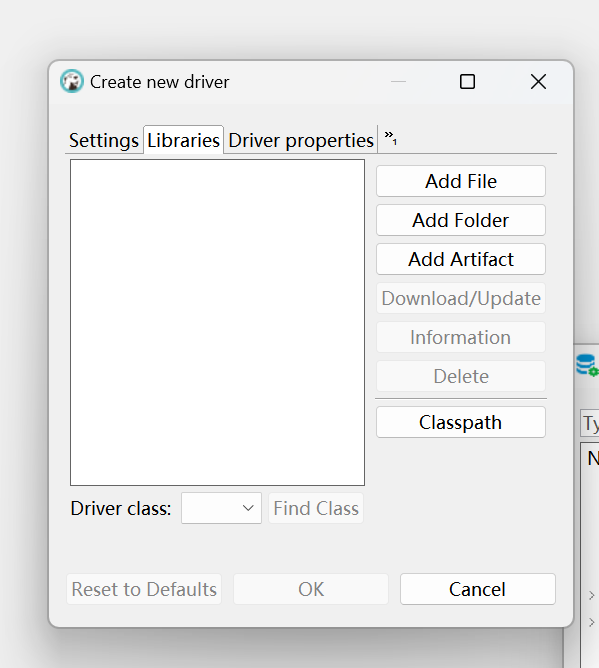 Create new driver
Settings Libraries Driver properties »1
Add File
Add Folder
Add Artifact
Download/Update
Information
Delete
Classpath
Driver class: Find Class
Reset to Defaults OK Cancel
Ty
N